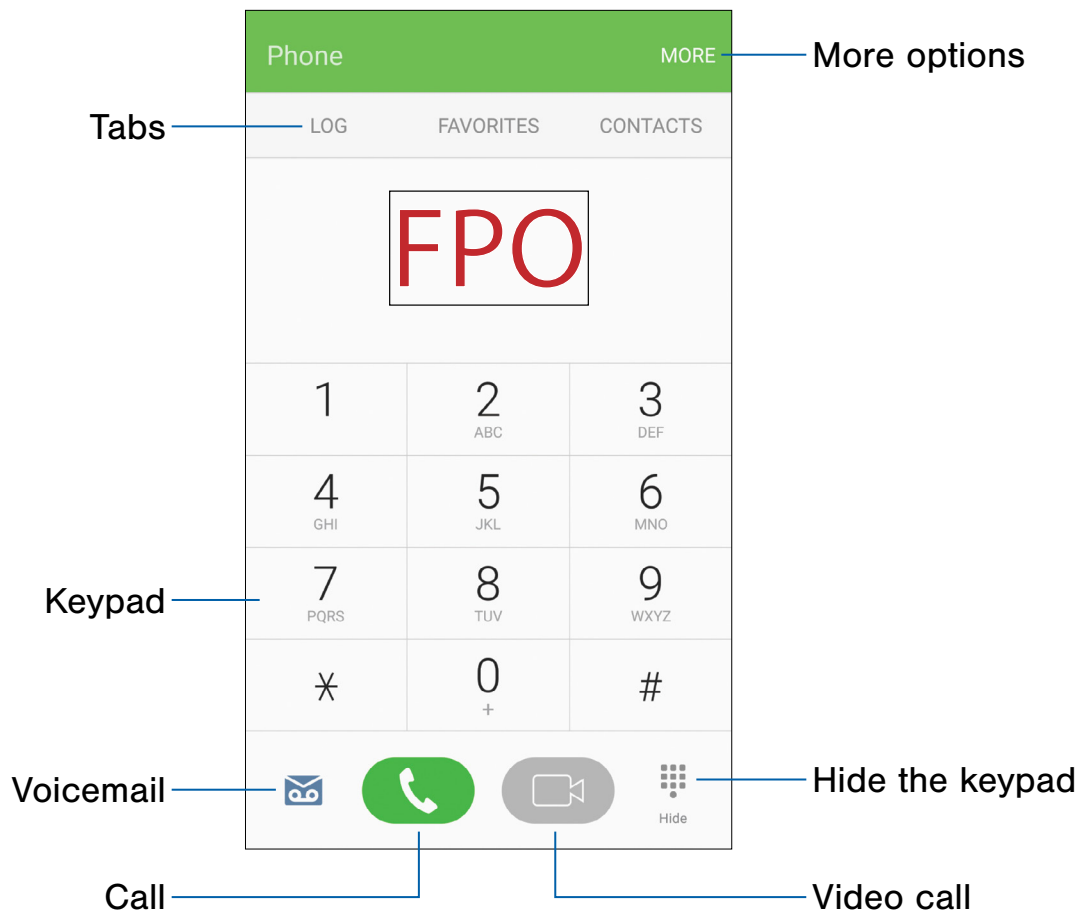 Phone MORE More options
Tabs LOG FAVORITES CONTACTS
FPO
1 2 3
ABC DEF
4 5 6
GHI JKL MNO
Keypad 7 8 9
PQRS TUV WXYZ
* 0 #
+
Voicemail Hide the keypad
Hide
Call Video call